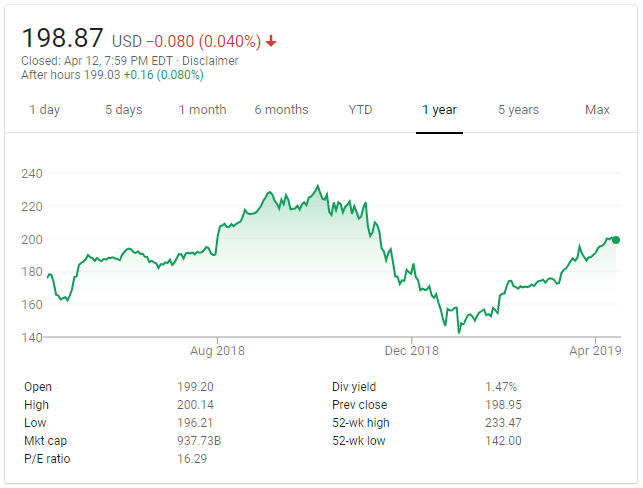 198.87 USD −0.080 (0.040%)
Closed: Apr 12, 7:59 PM EDT · Disclaimer
After hours 199.03 +0.16 (0.080%)
1 day 5 days 1 month 6 months YTD 1 year 5 years Max
240
220
200
180
160
140
Aug 2018 Dec 2018 Apr 2019
Open 199.20 Div yield 1.47%
High 200.14 Prev close 198.95
Low 196.21 52-wk high 233.47
Mkt cap 937.73B 52-wk low 142.00
P/E ratio 16.29